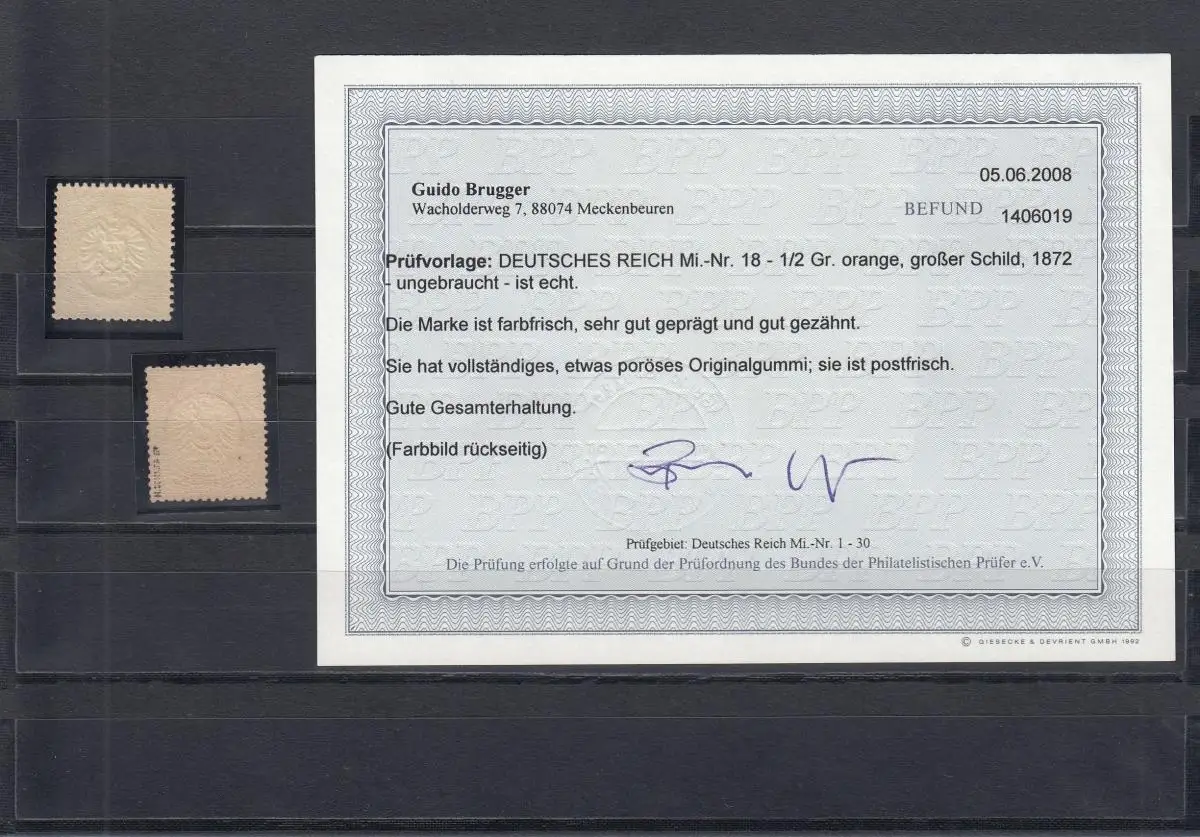 Guido Brugger
Wacholderweg 7, 88074 Meckenbeuren
05.06.2008
BEFUND 1406019
Prüfvorlage: DEUTSCHES REICH Mi.-Nr. 18 - 1/2 Gr. orange, großer Schild, 1872
- ungebraucht - ist echt.
Die Marke ist farbfrisch, sehr gut geprägt und gut gezähnt.
Sie hat vollständiges, etwas poröses Originalgummi; sie ist postfrisch.
Gute Gesamterhaltung.
(Farbbild rückseitig)
Prüfgebiet: Deutsches Reich Mi.-Nr. 1 - 30
Die Prüfung erfolgte auf Grund der Prüfordnung des Bundes der Philatelistischen Prüfer e.V.
© GIESECKE & DEVRIENT GMBH 1992
BPP